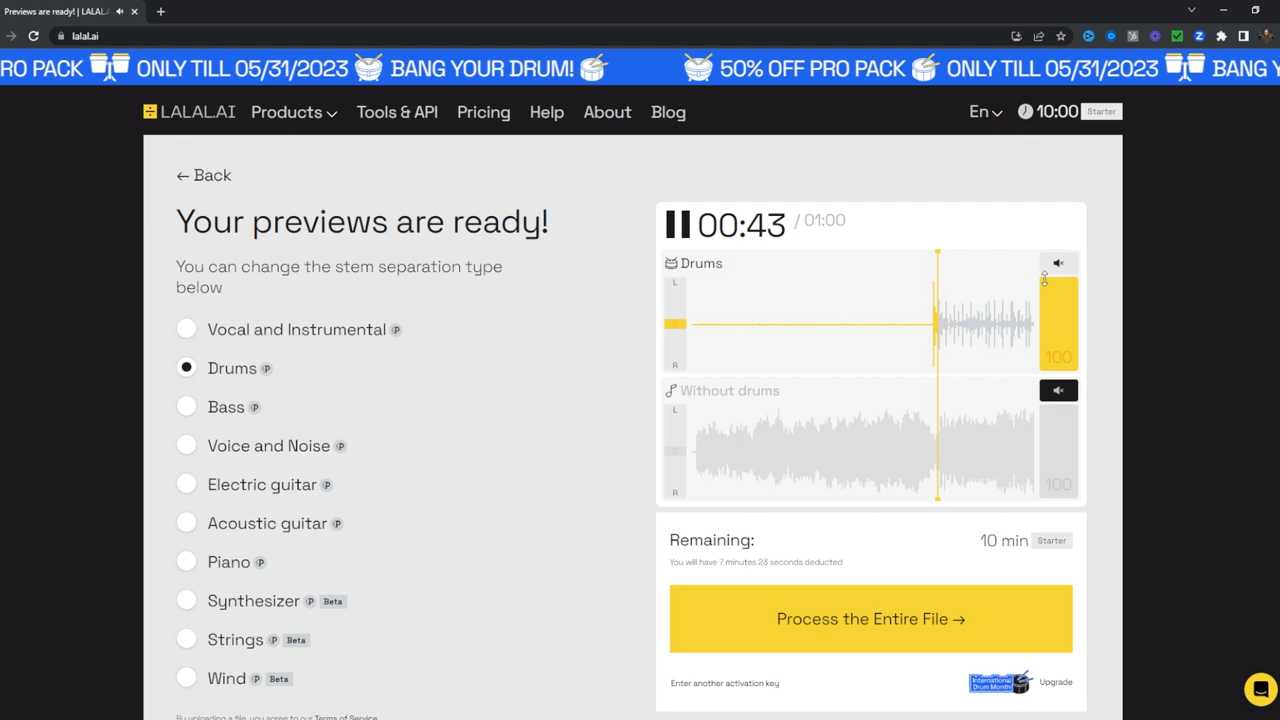 Previews are ready! | LALAL.
lalal.ai
RO PACK ONLY TILL 05/31/2023 BANG YOUR DRUM! 50% OFF PRO PACK ONLY TILL 05/31/2023 BANG Y
LALAL.AI Products Tools & API Pricing Help About Blog En 10:00 Starter
← Back
Your previews are ready!
You can change the stem separation type
below
Vocal and Instrumental P
Drums P
Bass P
Voice and Noise P
Electric guitar P
Acoustic guitar P
Piano P
Synthesizer P Beta
Strings P Beta
Wind P Beta
By uploading a file, you agree to our Terms of Service
00:43 / 01:00
Drums
L
C
R
100
Without drums
L
C
R
100
Remaining: 10 min Starter
You will have 7 minutes 23 seconds deducted
Process the Entire File →
Enter another activation key
International
Drum Month
Upgrade